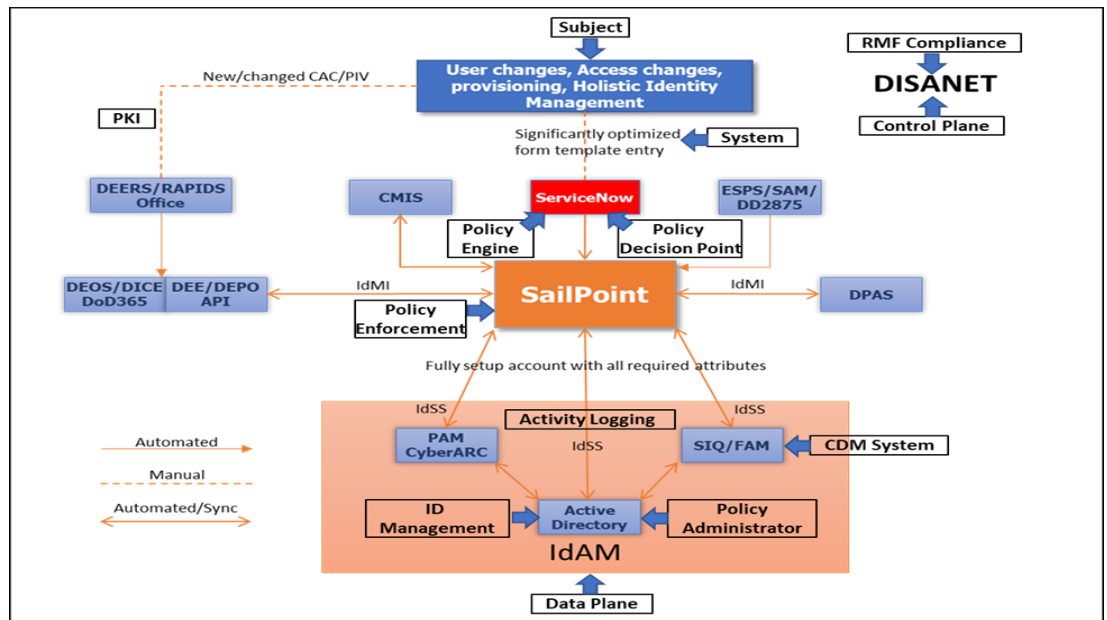 Subject
RMF Compliance
DISANET
Control Plane
New/changed CAC/PIV
User changes, Access changes,
provisioning, Holistic Identity
Management
PKI
Significantly optimized
form template entry
System
DEERS/RAPIDS
Office
CMIS
ServiceNow
ESPS/SAM/
DD2875
Policy
Engine
Policy
Decision Point
DEOS/DICE
DoD365
DEE/DEPO
API
IdMI
SailPoint
IdMI
DPAS
Policy
Enforcement
Fully setup account with all required attributes
IdSS
Activity Logging
IdSS
IdSS
PAM
CyberARC
SIQ/FAM
CDM System
Automated
Manual
Automated/Sync
ID
Management
Active
Directory
Policy
Administrator
IdAM
Data Plane